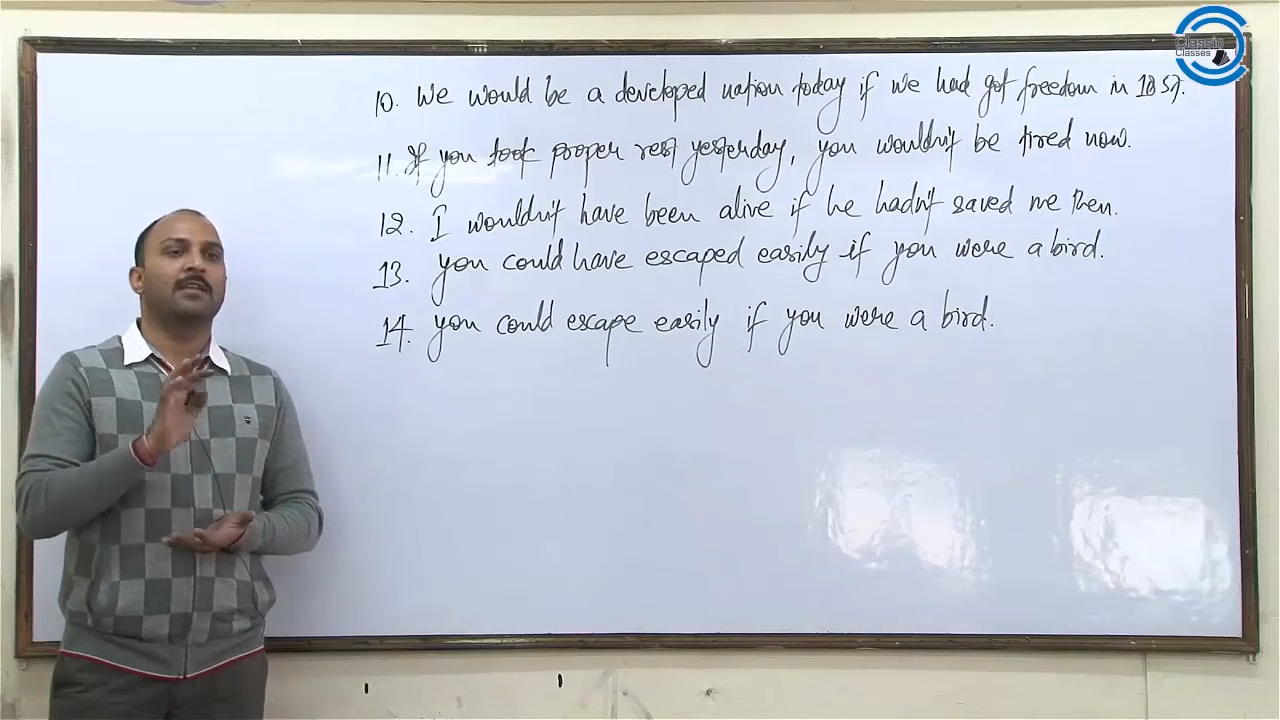 Classic
Classes
10. We would be a developed nation today if we had got freedom in 1857.
11. If you took proper rest yesterday, you wouldn't be tired now.
12. I wouldn't have been alive if he hadn't saved me then.
13. you could have escaped easily if you were a bird.
14. you could escape easily if you were a bird.